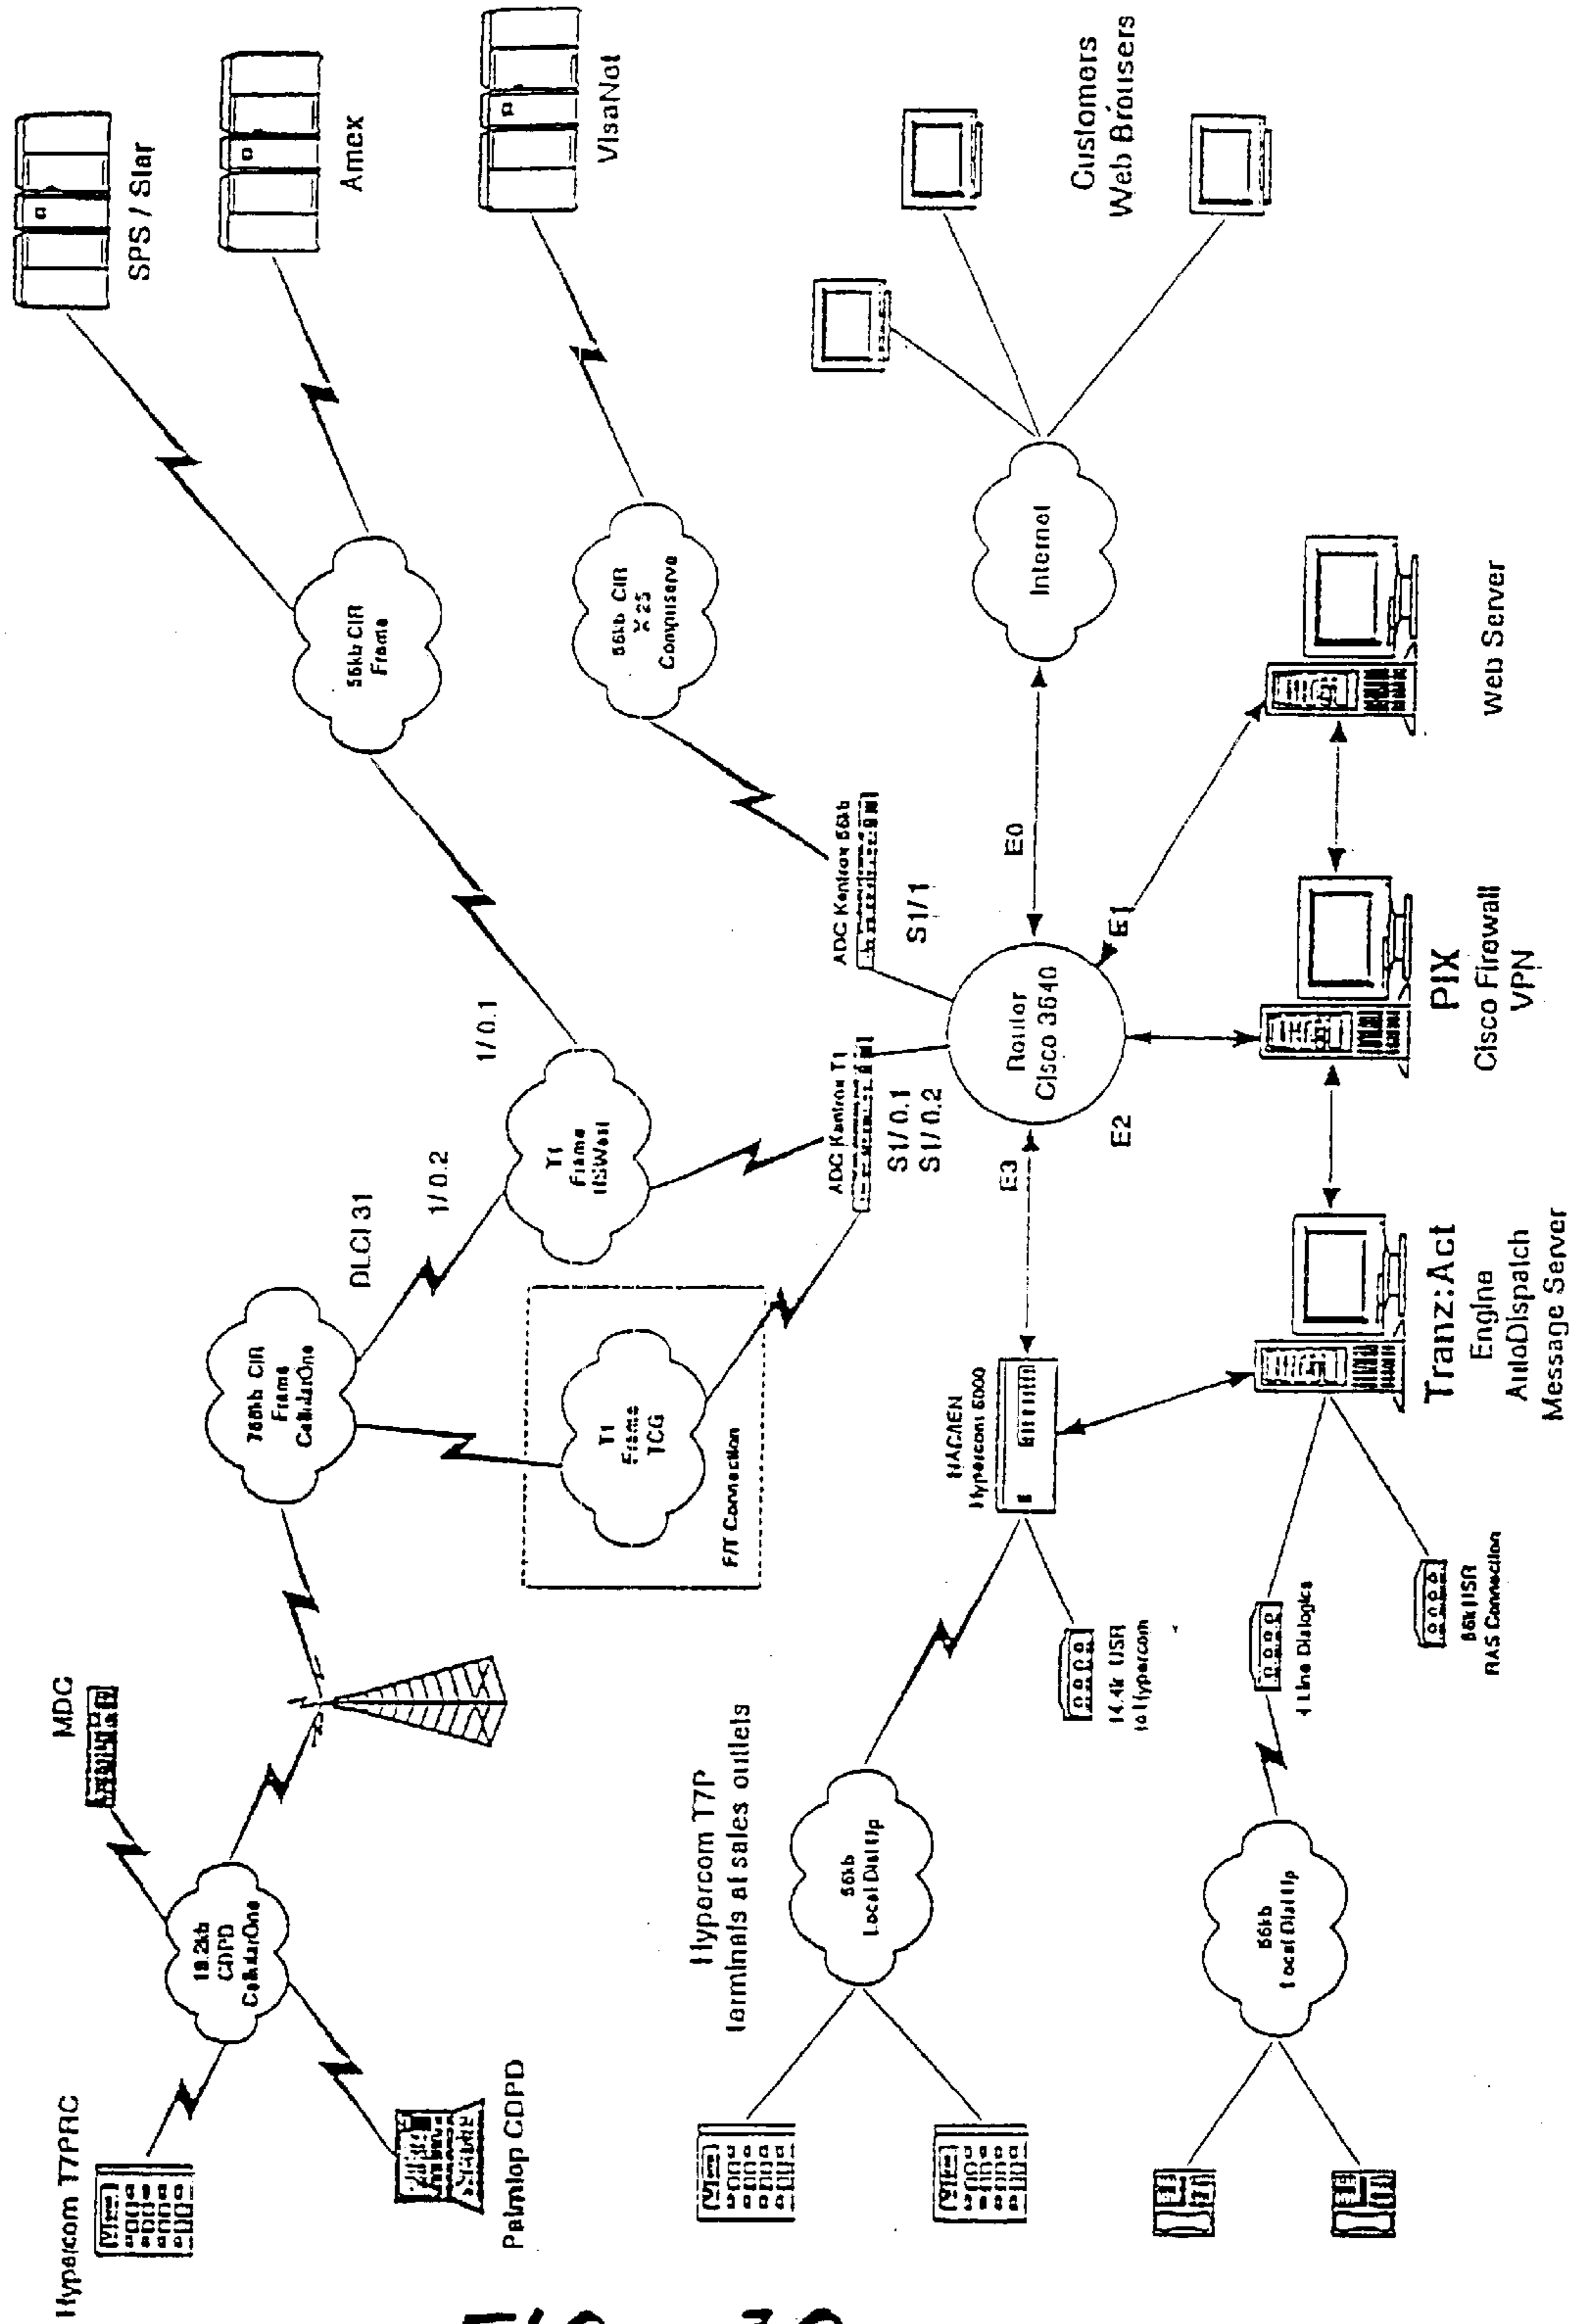 Hypercom T7PRC
MDC
Palmtop CDPD
19.2kb
CDPD
CellularOne
768kb CIR
Frame
CellularOne
DLCI 31
1/0.2
1/0.1
T1
Frame
USWest
T1
Frame
TCG
F/T Connection
56kb CIR
Frame
SPS / Star
Amex
VisaNet
56kb CIR
X 25
Compuserve
ADC Kentrox T1
S1/0.1
S1/0.2
ADC Kentrox 56kb
S1/1
Router
Cisco 3640
E0
E1
E2
E3
Internet
Customers
Web Brousers
Hypercom T7P
terminals at sales outlets
56kb
Local Dial Up
NAC/IEN
Hypercom 6000
14.4k USR
to Hypercom
56kb
Local Dial Up
4 Line Dialogics
56k USR
RAS Connection
Tranz:Act
Engine
AutoDispatch
Message Server
PIX
Cisco Firewall
VPN
Web Server